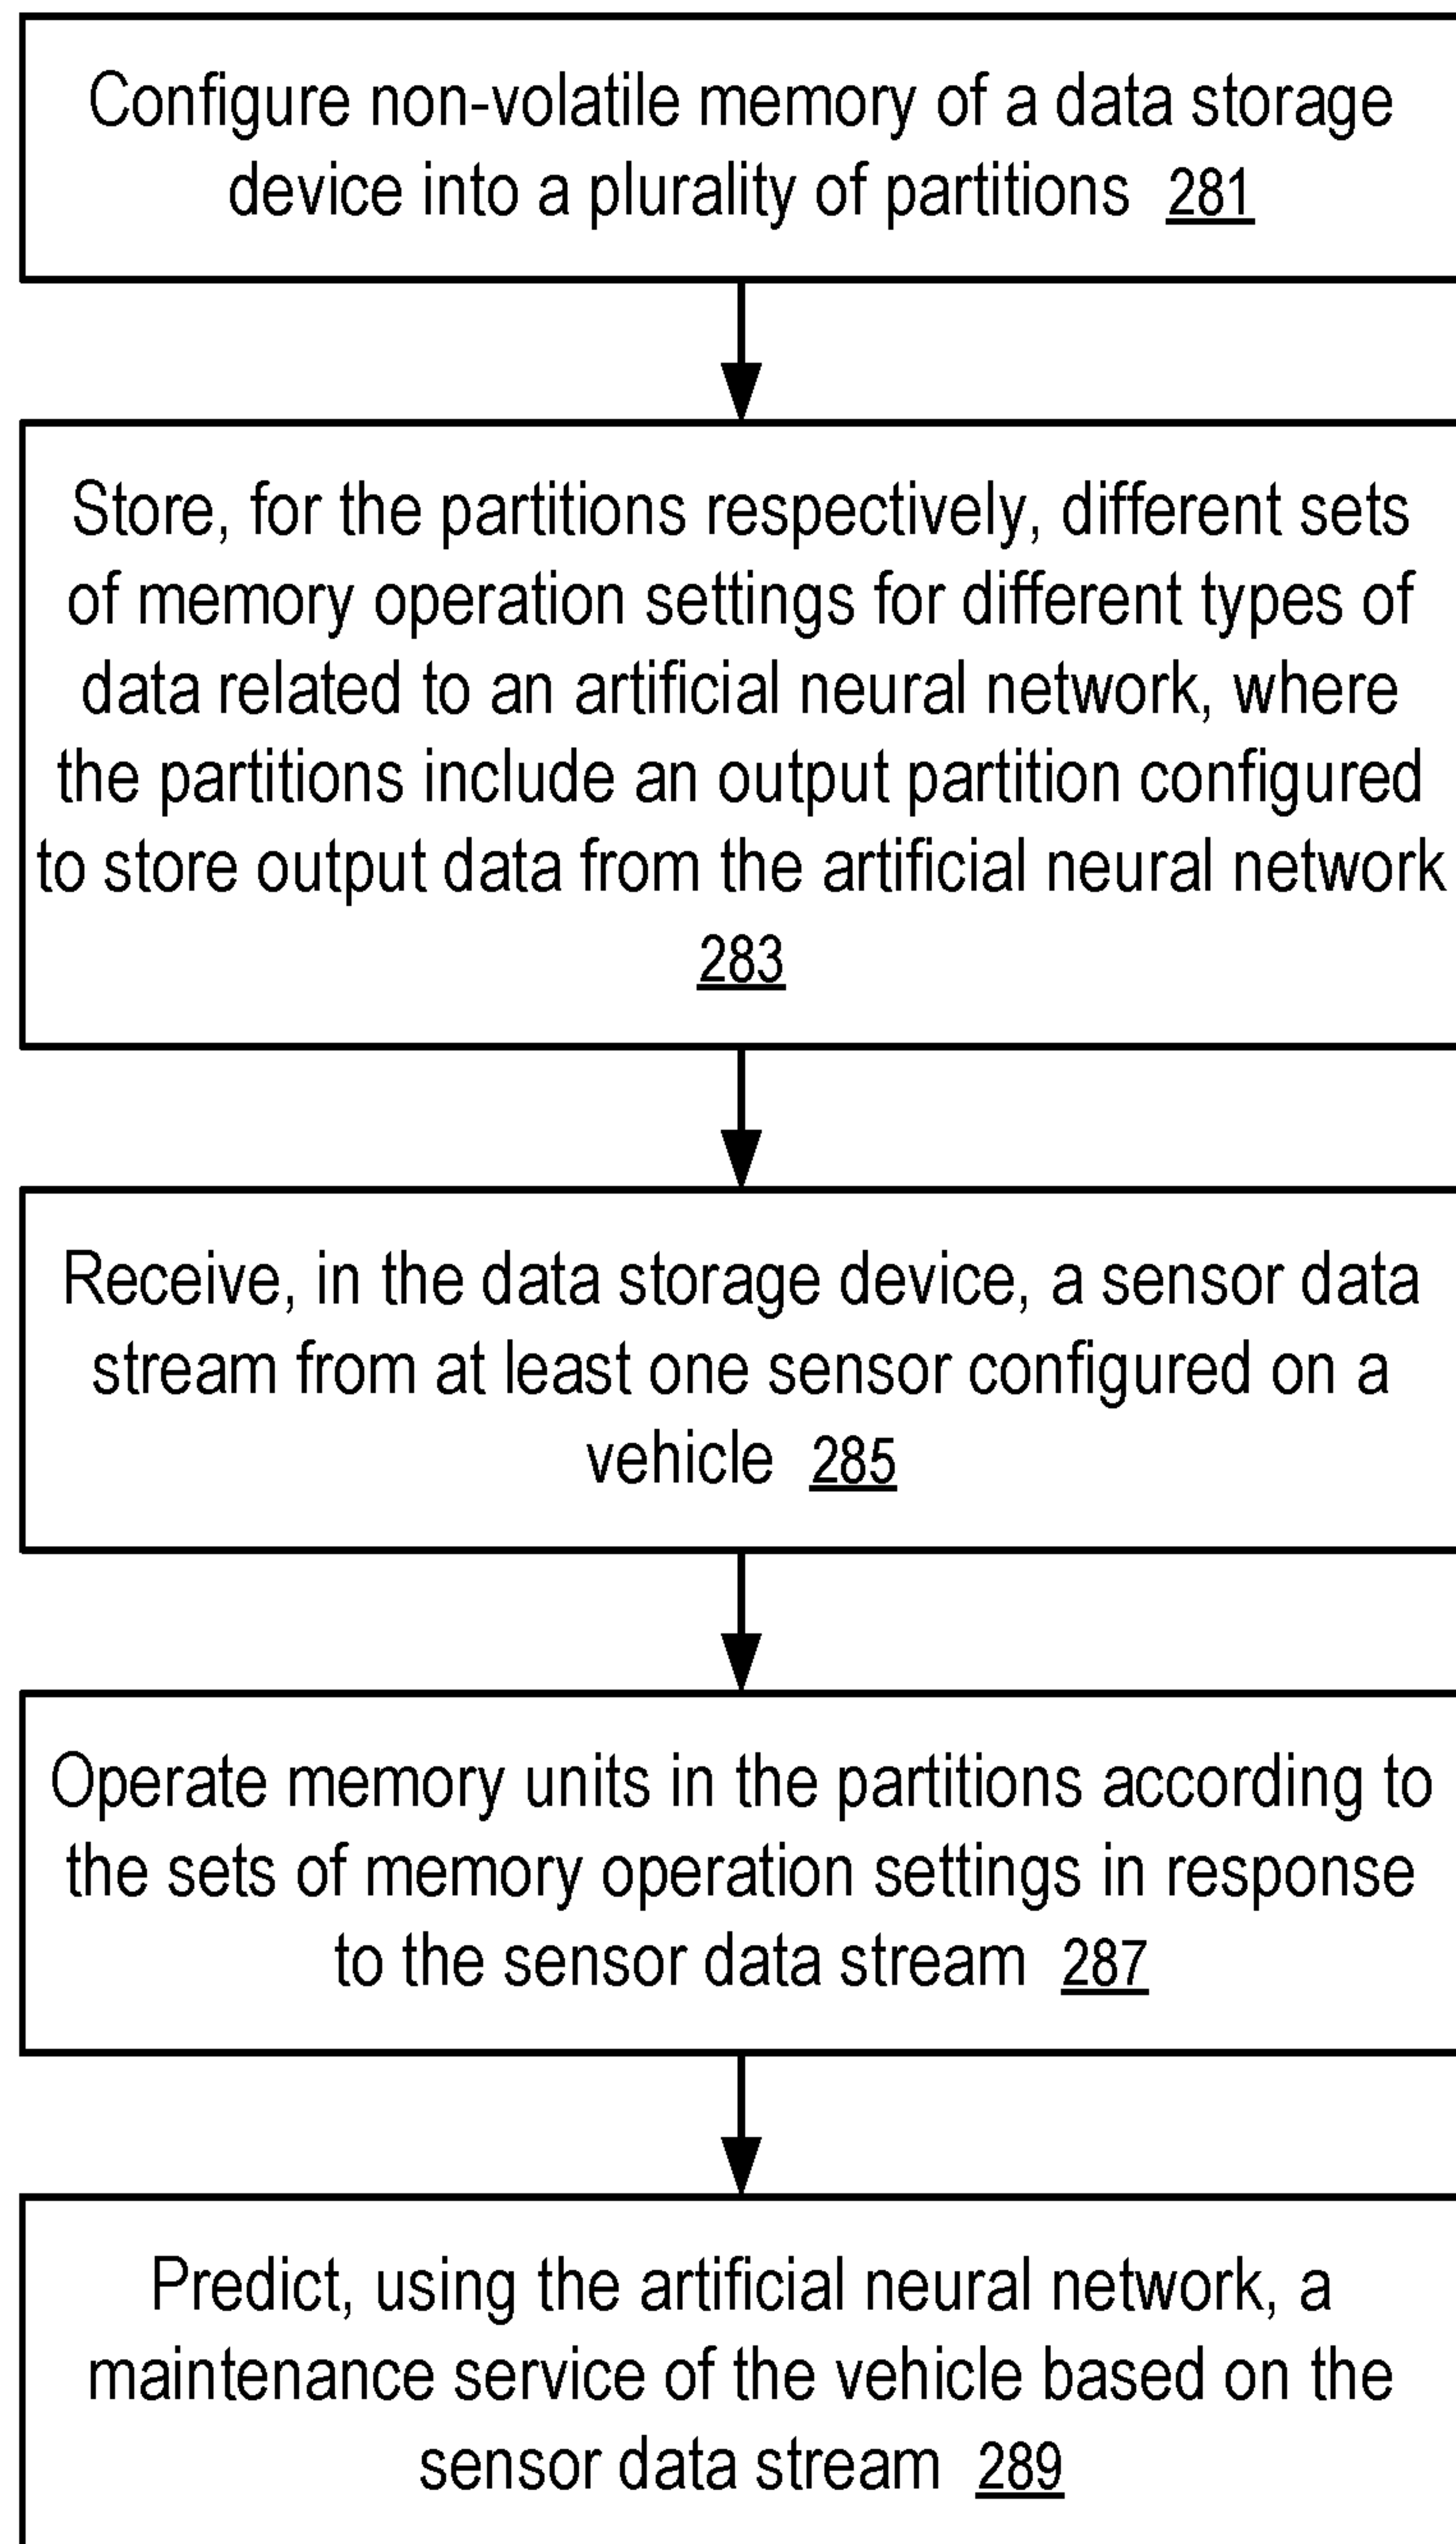 Configure non-volatile memory of a data storage
device into a plurality of partitions 281
Store, for the partitions respectively, different sets
of memory operation settings for different types of
data related to an artificial neural network, where
the partitions include an output partition configured
to store output data from the artificial neural network
283
Receive, in the data storage device, a sensor data
stream from at least one sensor configured on a
vehicle 285
Operate memory units in the partitions according to
the sets of memory operation settings in response
to the sensor data stream 287
Predict, using the artificial neural network, a
maintenance service of the vehicle based on the
sensor data stream 289